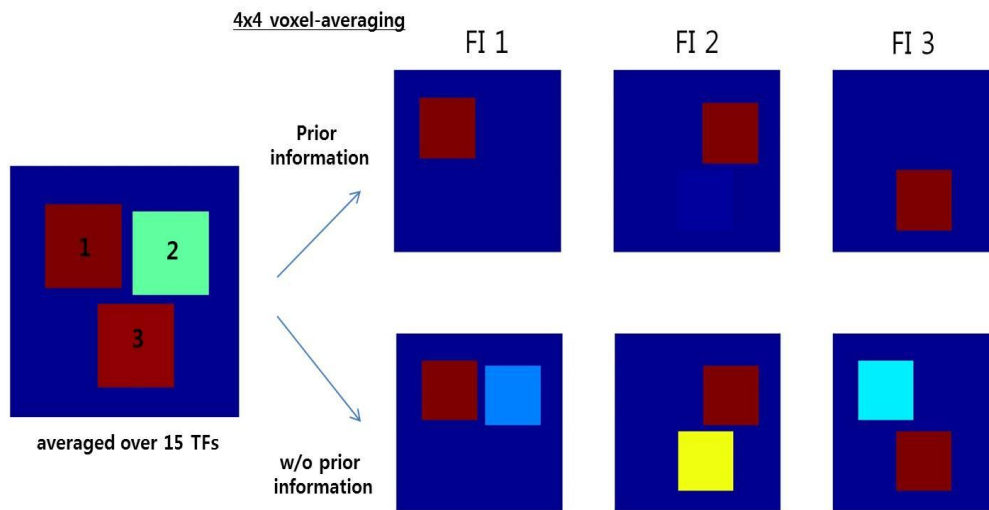 4x4 voxel-averaging
FI 1
FI 2
FI 3
Prior
information
1
2
3
averaged over 15 TFs
w/o prior
information